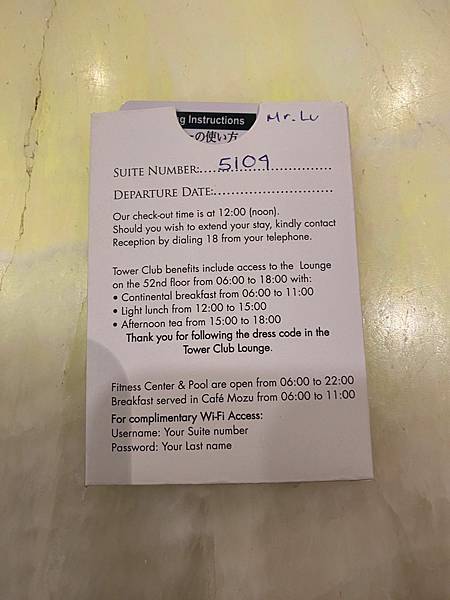 g Instructions
の使い方
Mr. Lu
SUITE NUMBER:......5109..............................
DEPARTURE DATE:..............................
Our check-out time is at 12:00 (noon).
Should you wish to extend your stay, kindly contact
Reception by dialing 18 from your telephone.
Tower Club benefits include access to the Lounge
on the 52nd floor from 06:00 to 18:00 with:
• Continental breakfast from 06:00 to 11:00
• Light lunch from 12:00 to 15:00
• Afternoon tea from 15:00 to 18:00
Thank you for following the dress code in the
Tower Club Lounge.
Fitness Center & Pool are open from 06:00 to 22:00
Breakfast served in Café Mozu from 06:00 to 11:00
For complimentary Wi-Fi Access:
Username: Your Suite number
Password: Your Last name